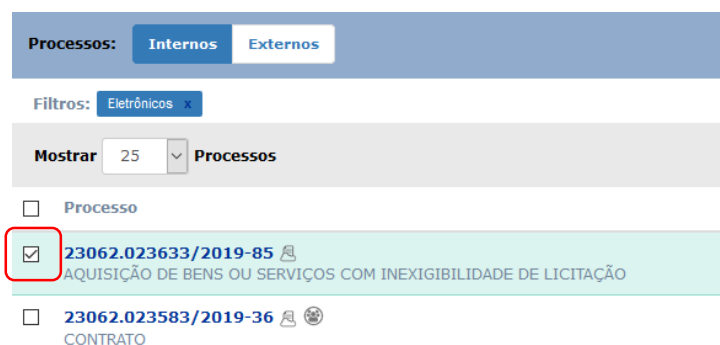 Processos: Internos Externos
Filtros: Eletrônicos x
Mostrar 25 Processos
Processo
23062.023633/2019-85
AQUISIÇÃO DE BENS OU SERVIÇOS COM INEXIGIBILIDADE DE LICITAÇÃO
23062.023583/2019-36
CONTRATO